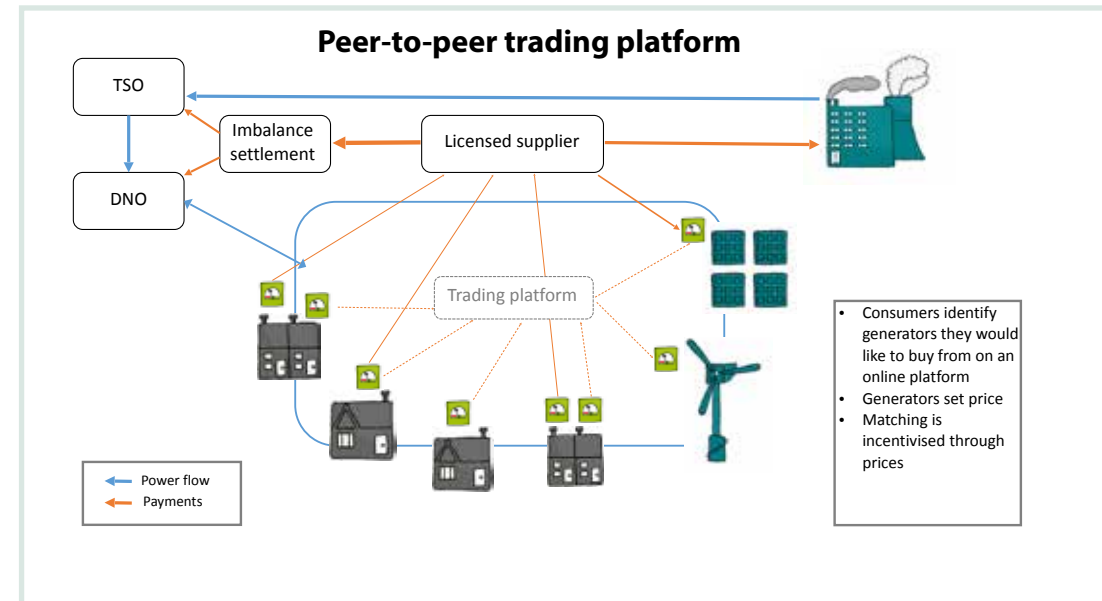 Peer-to-peer trading platform
TSO
Imbalance
settlement
Licensed supplier
DNO
Trading platform
• Consumers identify
generators they would
like to buy from on an
online platform
• Generators set price
• Matching is
incentivised through
prices
Power flow
Payments